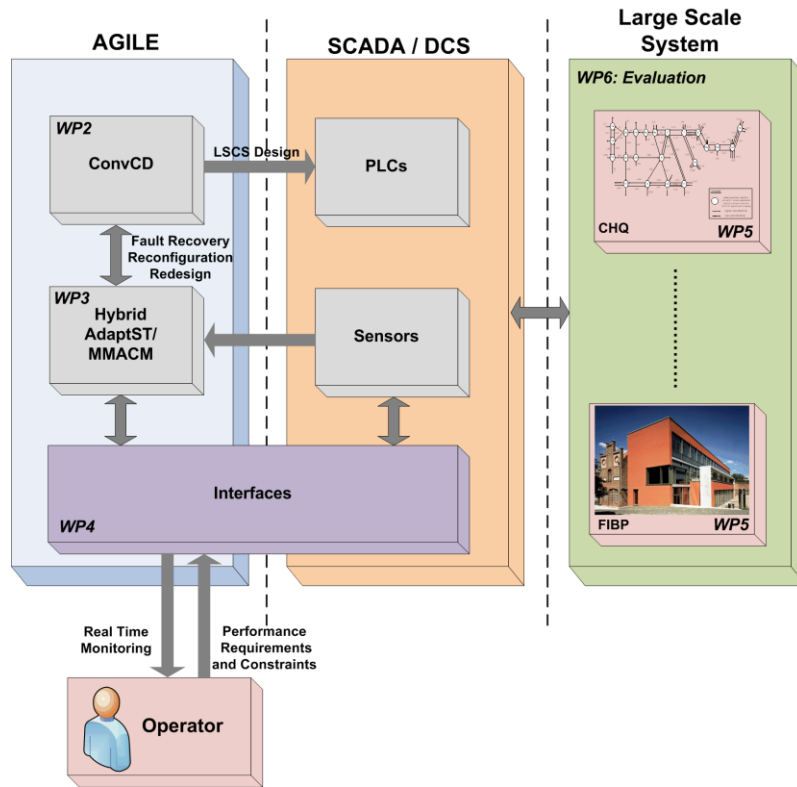 AGILE
SCADA / DCS
Large Scale
System
WP6: Evaluation
WP2
ConvCD
LSCS Design
PLCs
CHQ
WP5
Fault Recovery
Reconfiguration
Redesign
WP3
Hybrid
AdaptST/
MMACM
Sensors
Interfaces
WP4
FIBP
WP5
Real Time
Monitoring
Performance
Requirements
and Constraints
Operator